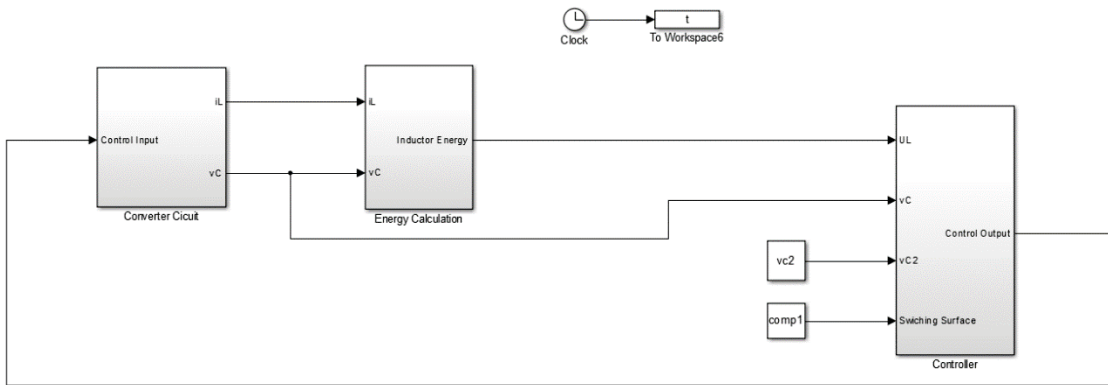 t
Clock
To Workspace6
iL
iL
Control Input
Inductor Energy
UL
vC
vC
Converter Cicuit
Energy Calculation
vC
Control Output
vc2
vC2
comp1
Swiching Surface
Controller